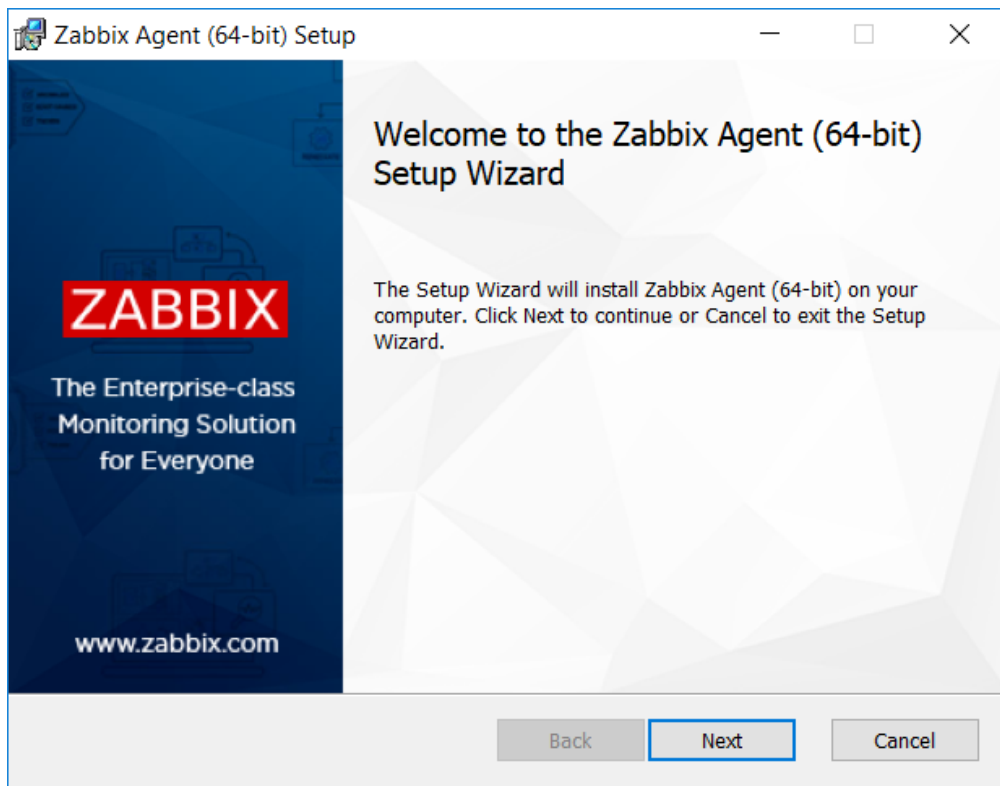 Zabbix Agent (64-bit) Setup
Welcome to the Zabbix Agent (64-bit)
Setup Wizard
The Setup Wizard will install Zabbix Agent (64-bit) on your
computer. Click Next to continue or Cancel to exit the Setup
Wizard.
ZABBIX
The Enterprise-class
Monitoring Solution
for Everyone
www.zabbix.com
Back
Next
Cancel